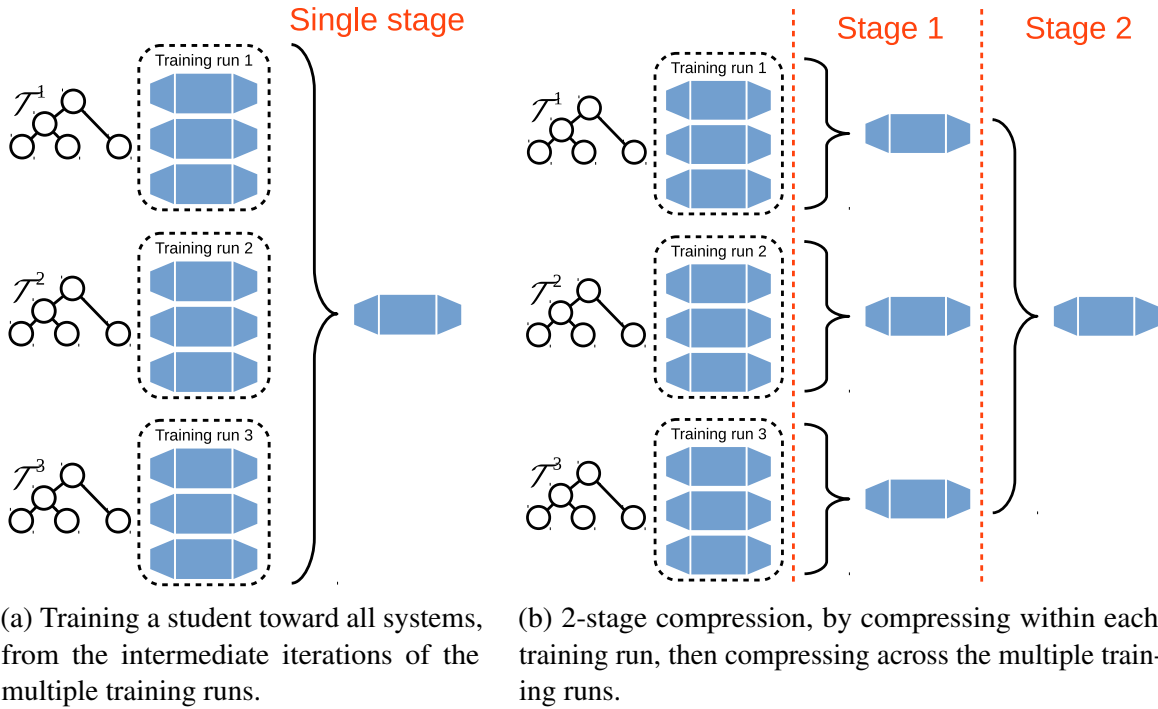 Single stage
Training run 1
𝒯¹
Training run 2
𝒯²
Training run 3
𝒯³
(a) Training a student toward all systems,
from the intermediate iterations of the
multiple training runs.
Stage 1
Stage 2
Training run 1
𝒯¹
Training run 2
𝒯²
Training run 3
𝒯³
(b) 2-stage compression, by compressing within each
training run, then compressing across the multiple train-
ing runs.